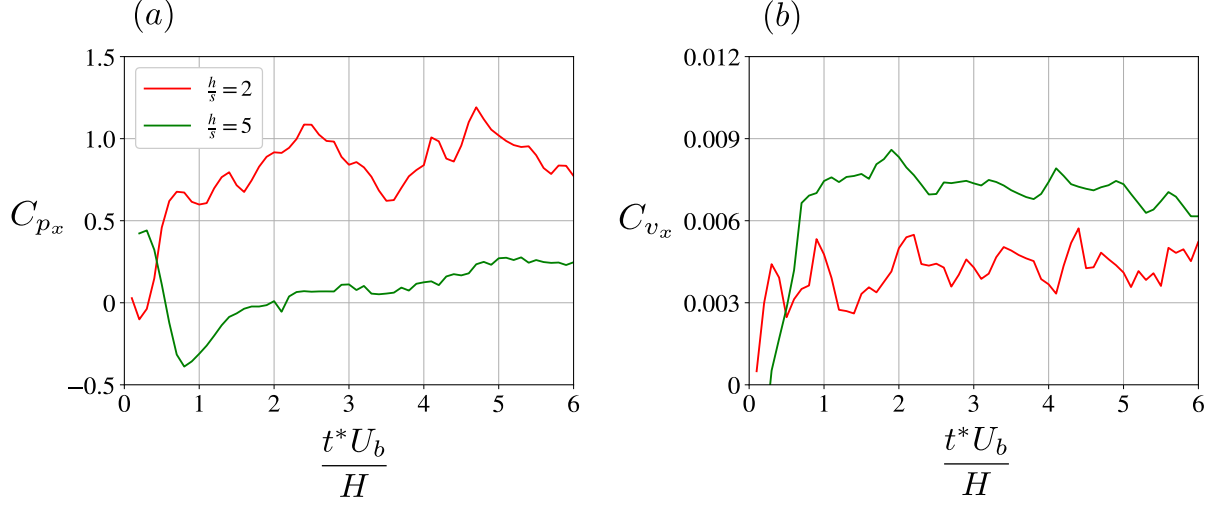 (a)
1.5
1.0
0.5
0
−0.5
C_{p_x}
h/s = 2
h/s = 5
0 1 2 3 4 5 6
t*U_b
H
(b)
0.012
0.009
0.006
0.003
0
C_{v_x}
0 1 2 3 4 5 6
t*U_b
H